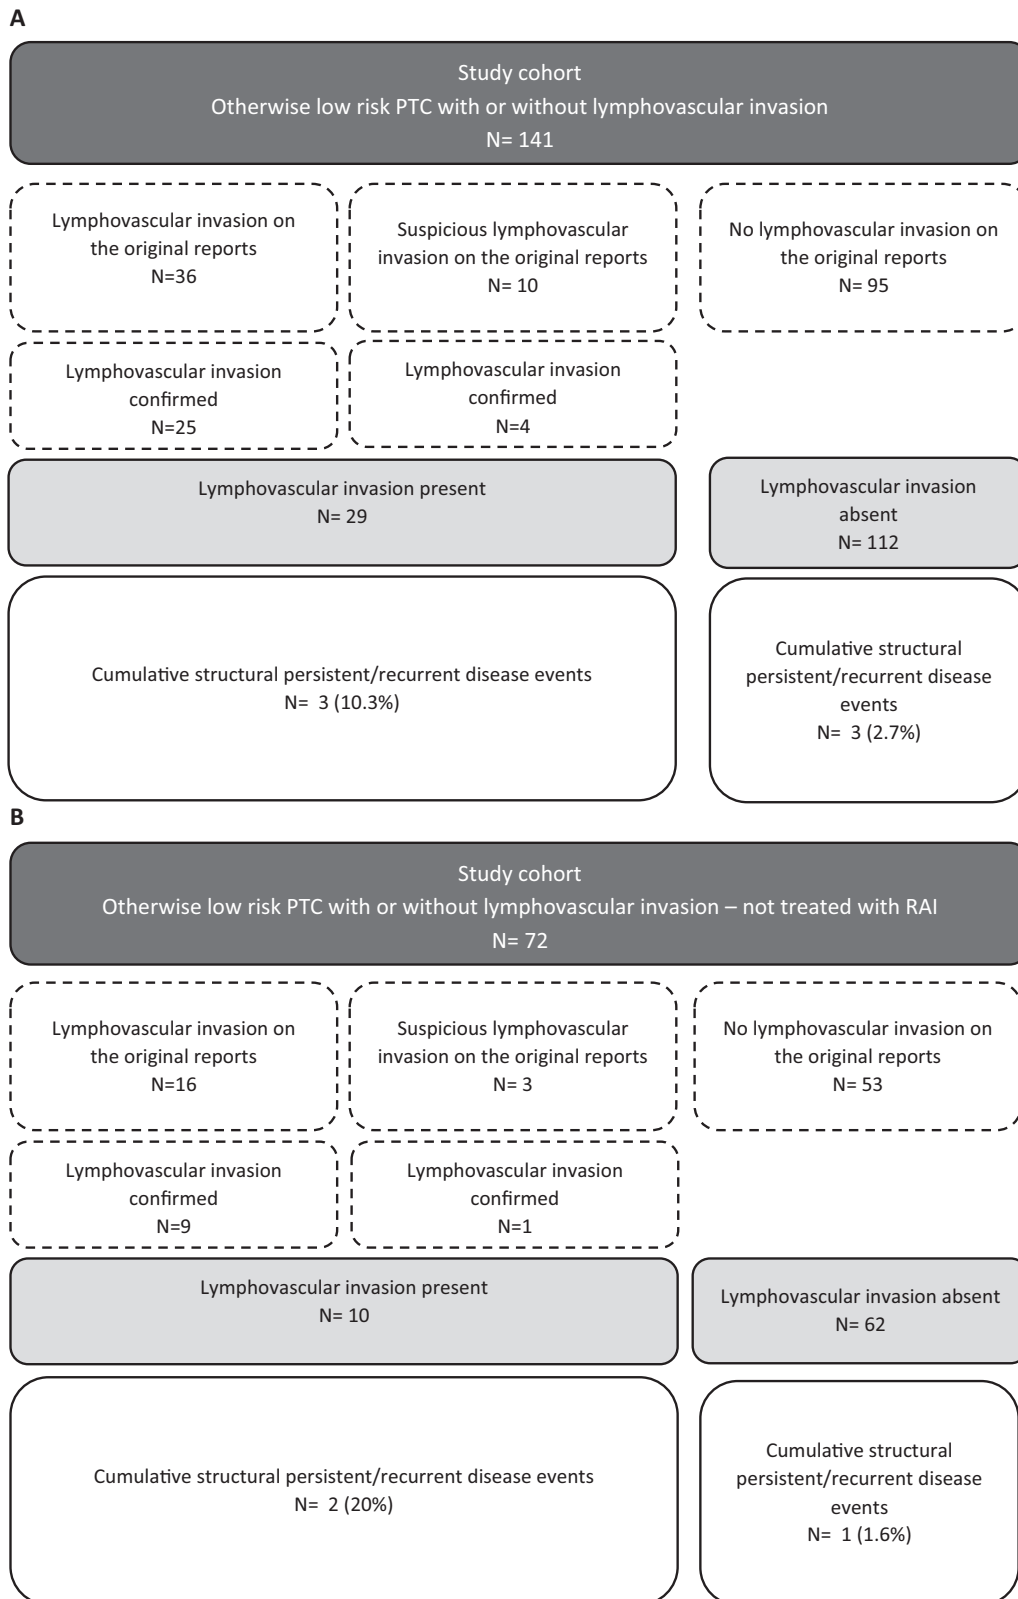 A
Study cohort
Otherwise low risk PTC with or without lymphovascular invasion
N= 141
Lymphovascular invasion on
the original reports
N=36
Suspicious lymphovascular
invasion on the original reports
N= 10
No lymphovascular invasion on
the original reports
N= 95
Lymphovascular invasion
confirmed
N=25
Lymphovascular invasion
confirmed
N=4
Lymphovascular invasion present
N= 29
Lymphovascular invasion
absent
N= 112
Cumulative structural persistent/recurrent disease events
N= 3 (10.3%)
Cumulative structural
persistent/recurrent disease
events
N= 3 (2.7%)
B
Study cohort
Otherwise low risk PTC with or without lymphovascular invasion – not treated with RAI
N= 72
Lymphovascular invasion on
the original reports
N=16
Suspicious lymphovascular
invasion on the original reports
N= 3
No lymphovascular invasion on
the original reports
N= 53
Lymphovascular invasion
confirmed
N=9
Lymphovascular invasion
confirmed
N=1
Lymphovascular invasion present
N= 10
Lymphovascular invasion absent
N= 62
Cumulative structural persistent/recurrent disease events
N= 2 (20%)
Cumulative structural
persistent/recurrent disease
events
N= 1 (1.6%)